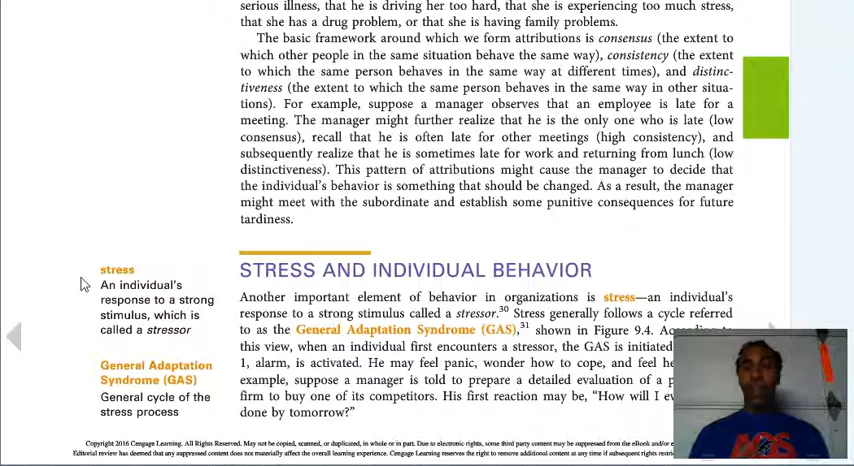 serious illness, that he is driving her too hard, that she is experiencing too much stress,
that she has a drug problem, or that she is having family problems.
The basic framework around which we form attributions is consensus (the extent to
which other people in the same situation behave the same way), consistency (the extent
to which the same person behaves in the same way at different times), and distinc-
tiveness (the extent to which the same person behaves in the same way in other situa-
tions). For example, suppose a manager observes that an employee is late for a
meeting. The manager might further realize that he is the only one who is late (low
consensus), recall that he is often late for other meetings (high consistency), and
subsequently realize that he is sometimes late for work and returning from lunch (low
distinctiveness). This pattern of attributions might cause the manager to decide that
the individual's behavior is something that should be changed. As a result, the manager
might meet with the subordinate and establish some punitive consequences for future
tardiness.
stress
An individual's
response to a strong
stimulus, which is
called a stressor
General Adaptation
Syndrome (GAS)
General cycle of the
stress process
STRESS AND INDIVIDUAL BEHAVIOR
Another important element of behavior in organizations is stress—an individual's
response to a strong stimulus called a stressor.30 Stress generally follows a cycle referred
to as the General Adaptation Syndrome (GAS),31 shown in Figure 9.4.
this view, when an individual first encounters a stressor, the GAS is initiated
1, alarm, is activated. He may feel panic, wonder how to cope, and feel
example, suppose a manager is told to prepare a detailed evaluation of a
firm to buy one of its competitors. His first reaction may be, "How will I
done by tomorrow?"
Copyright 2016 Cengage Learning. All Rights Reserved. May not be copied, scanned, or duplicated, in whole or in part. Due to electronic rights, some third party content may be suppressed from the eBook and/or
Editorial review has deemed that any suppressed content does not materially affect the overall learning experience. Cengage Learning reserves the right to remove additional content at any time if subsequent rights